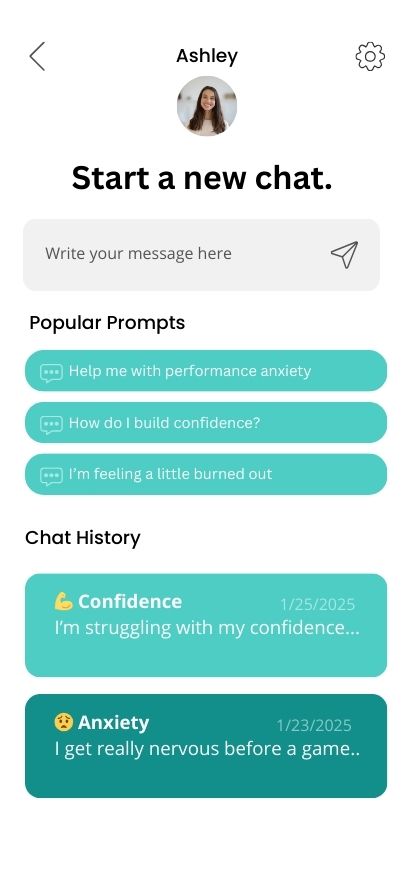 Ashley
Start a new chat.
Write your message here
Popular Prompts
Help me with performance anxiety
How do I build confidence?
I'm feeling a little burned out
Chat History
💪 Confidence 1/25/2025
I'm struggling with my confidence...
😟 Anxiety 1/23/2025
I get really nervous before a game..